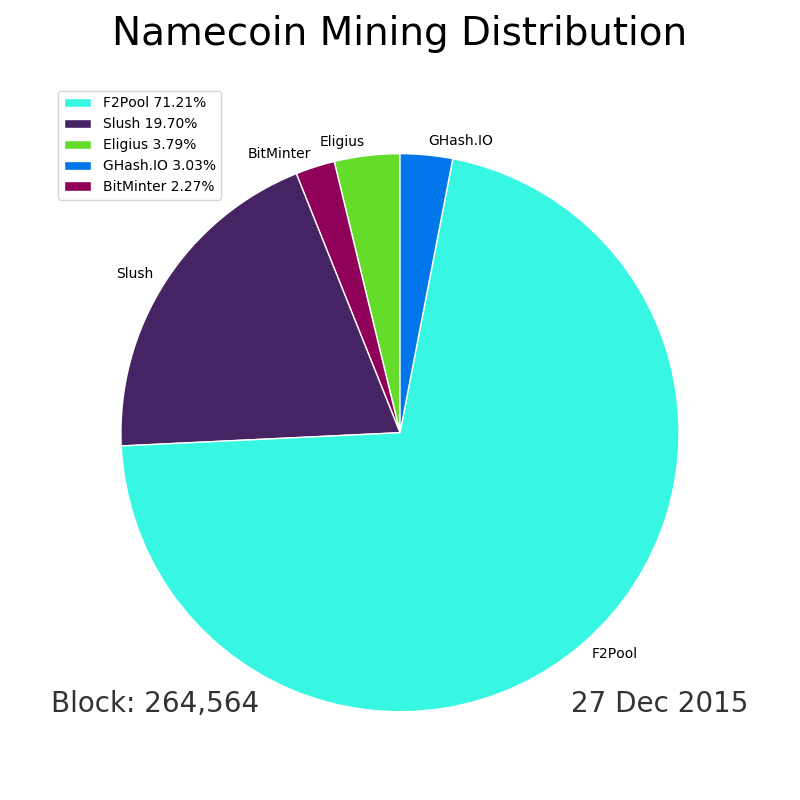 Namecoin Mining Distribution
F2Pool 71.21%
Slush 19.70%
Eligius 3.79%
GHash.IO 3.03%
BitMinter 2.27%
GHash.IO
Eligius
BitMinter
Slush
F2Pool
Block: 264,564
27 Dec 2015